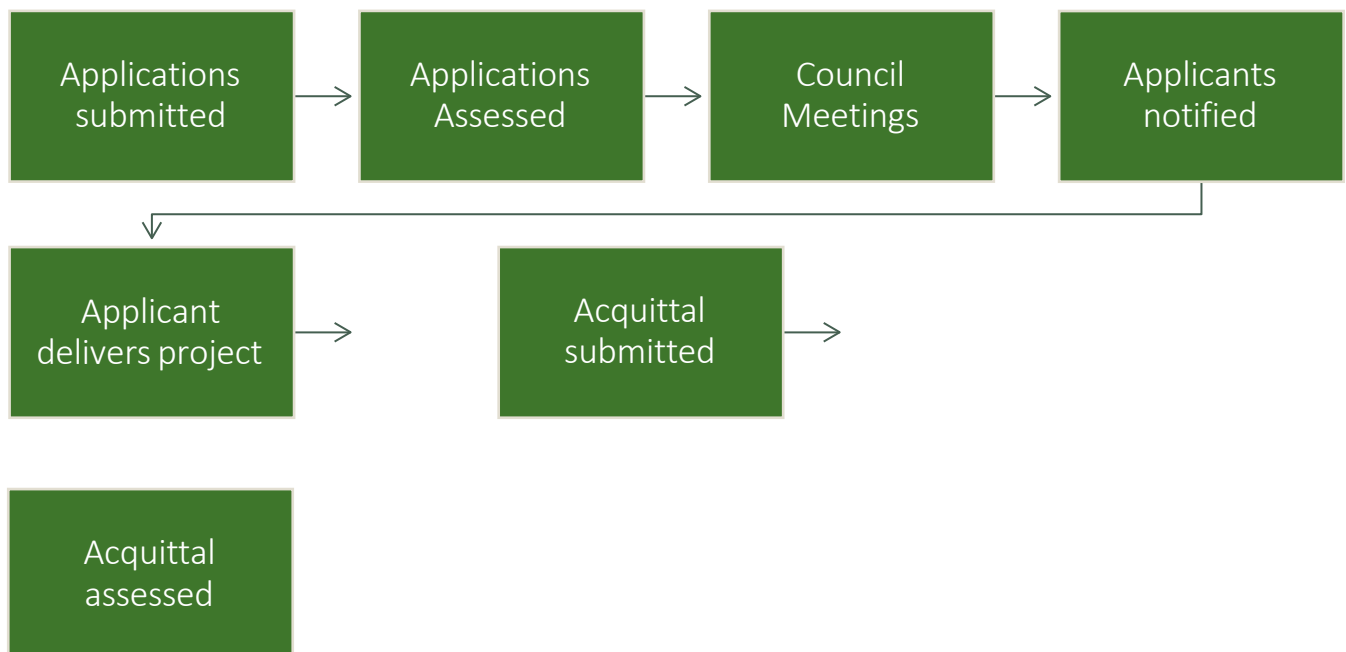 Applications
submitted
Applications
Assessed
Council
Meetings
Applicants
notified
Applicant
delivers project
Acquittal
submitted
Acquittal
assessed